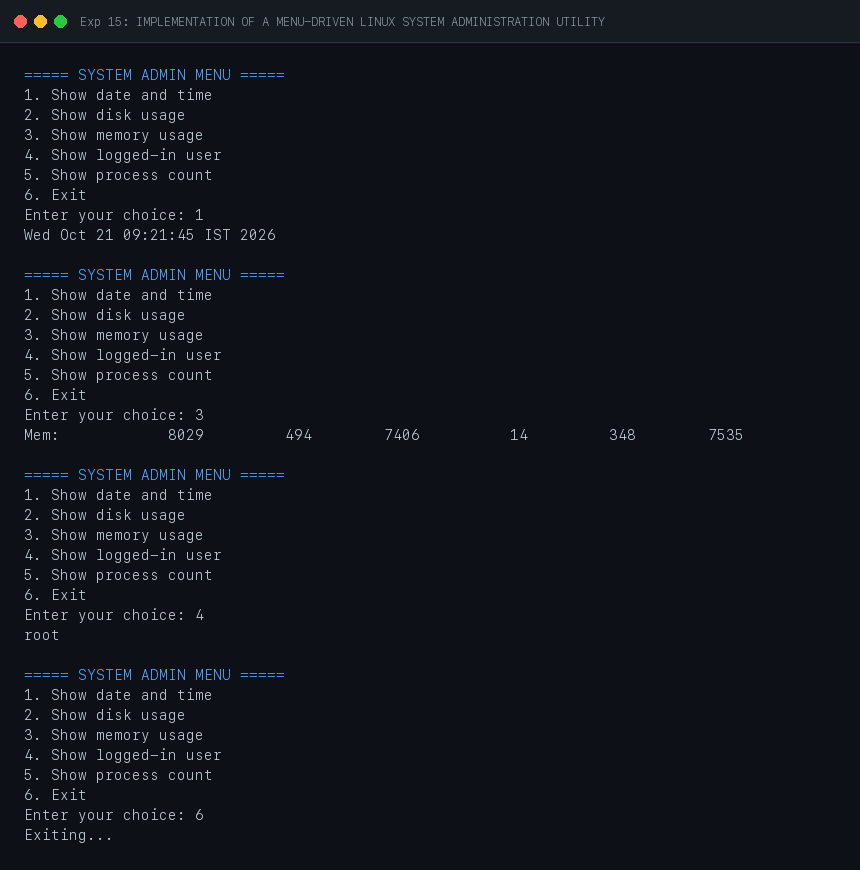 Exp 15: IMPLEMENTATION OF A MENU-DRIVEN LINUX SYSTEM ADMINISTRATION UTILITY
===== SYSTEM ADMIN MENU =====
1. Show date and time
2. Show disk usage
3. Show memory usage
4. Show logged-in user
5. Show process count
6. Exit
Enter your choice: 1
Wed Oct 21 09:21:45 IST 2026
===== SYSTEM ADMIN MENU =====
1. Show date and time
2. Show disk usage
3. Show memory usage
4. Show logged-in user
5. Show process count
6. Exit
Enter your choice: 3
Mem:            8029         494        7406          14         348        7535
===== SYSTEM ADMIN MENU =====
1. Show date and time
2. Show disk usage
3. Show memory usage
4. Show logged-in user
5. Show process count
6. Exit
Enter your choice: 4
root
===== SYSTEM ADMIN MENU =====
1. Show date and time
2. Show disk usage
3. Show memory usage
4. Show logged-in user
5. Show process count
6. Exit
Enter your choice: 6
Exiting...